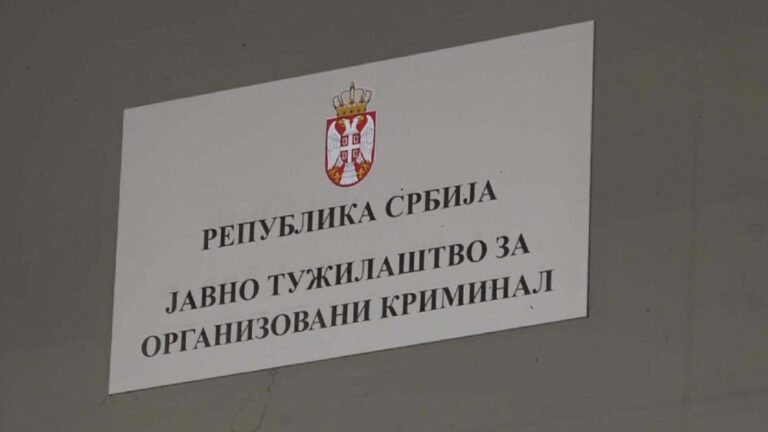 РЕПУБЛИКА СРБИЈА
ЈАВНО ТУЖИЛАШТВО ЗА
ОРГАНИЗОВАНИ КРИМИНАЛ